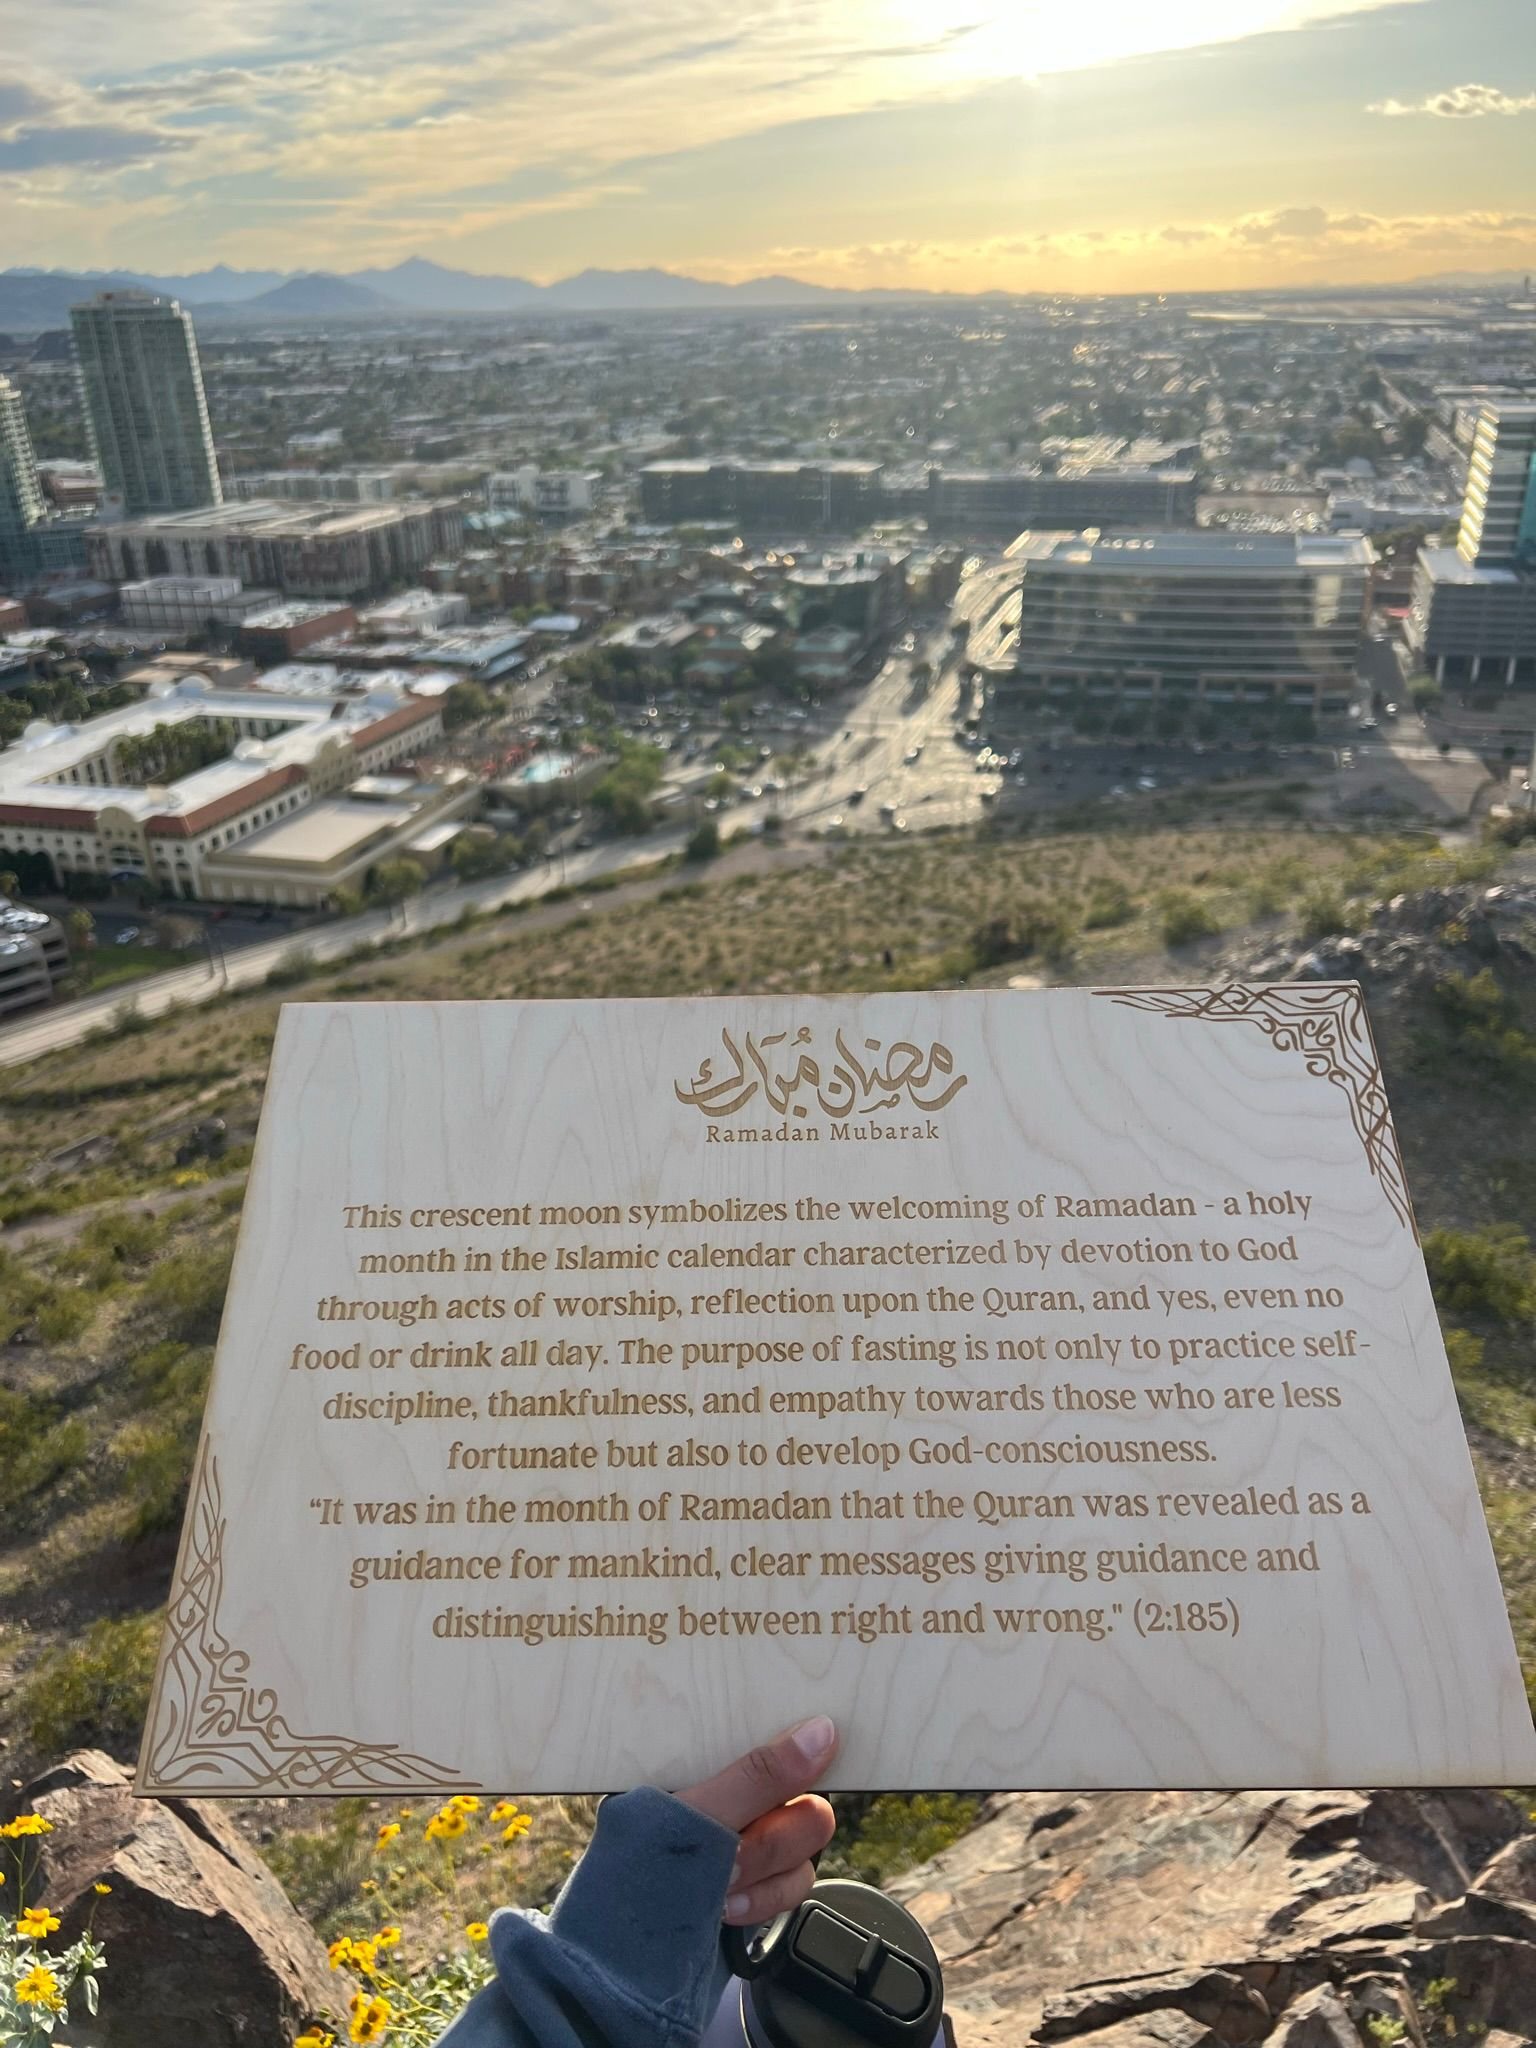 رمضان مُبارك
Ramadan Mubarak
This crescent moon symbolizes the welcoming of Ramadan - a holy
month in the Islamic calendar characterized by devotion to God
through acts of worship, reflection upon the Quran, and yes, even no
food or drink all day. The purpose of fasting is not only to practice self-
discipline, thankfulness, and empathy towards those who are less
fortunate but also to develop God-consciousness.
“It was in the month of Ramadan that the Quran was revealed as a
guidance for mankind, clear messages giving guidance and
distinguishing between right and wrong." (2:185)